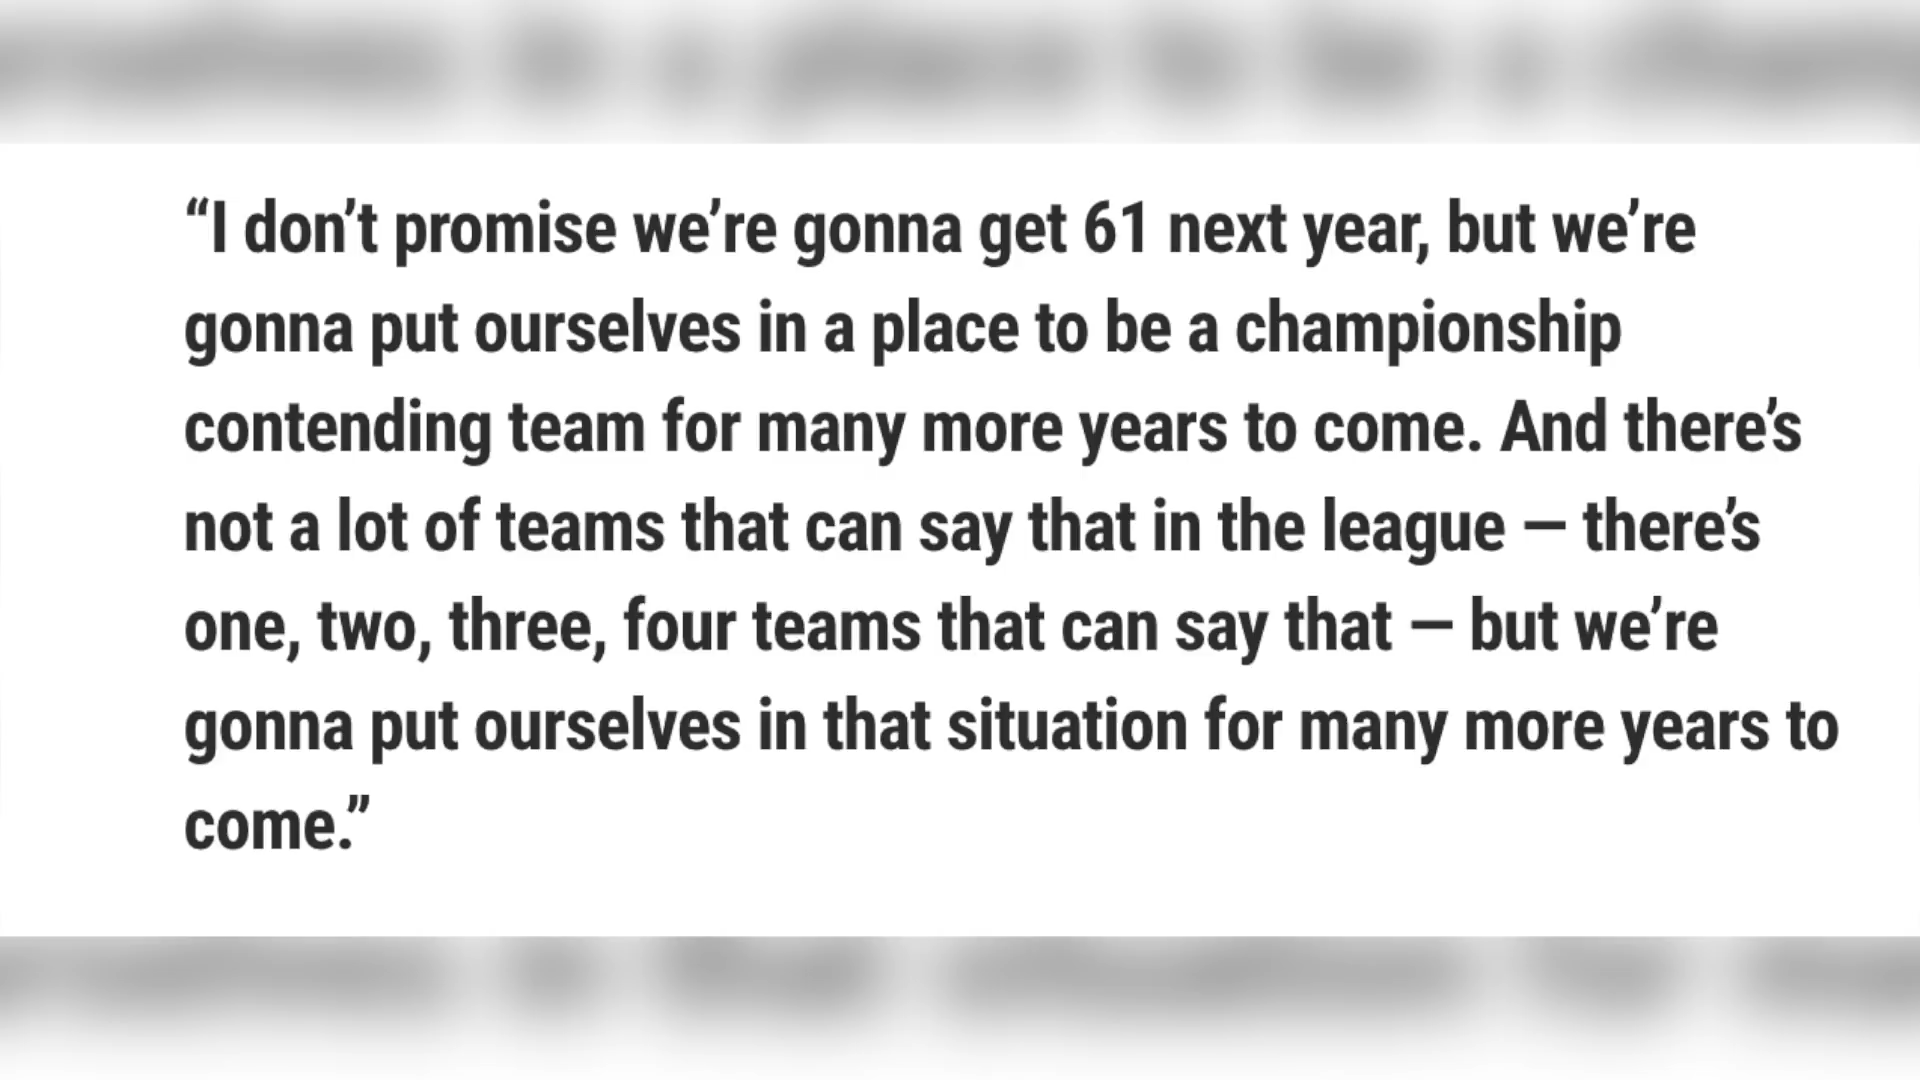 “I don’t promise we’re gonna get 61 next year, but we’re
gonna put ourselves in a place to be a championship
contending team for many more years to come. And there’s
not a lot of teams that can say that in the league — there’s
one, two, three, four teams that can say that — but we’re
gonna put ourselves in that situation for many more years to
come.”